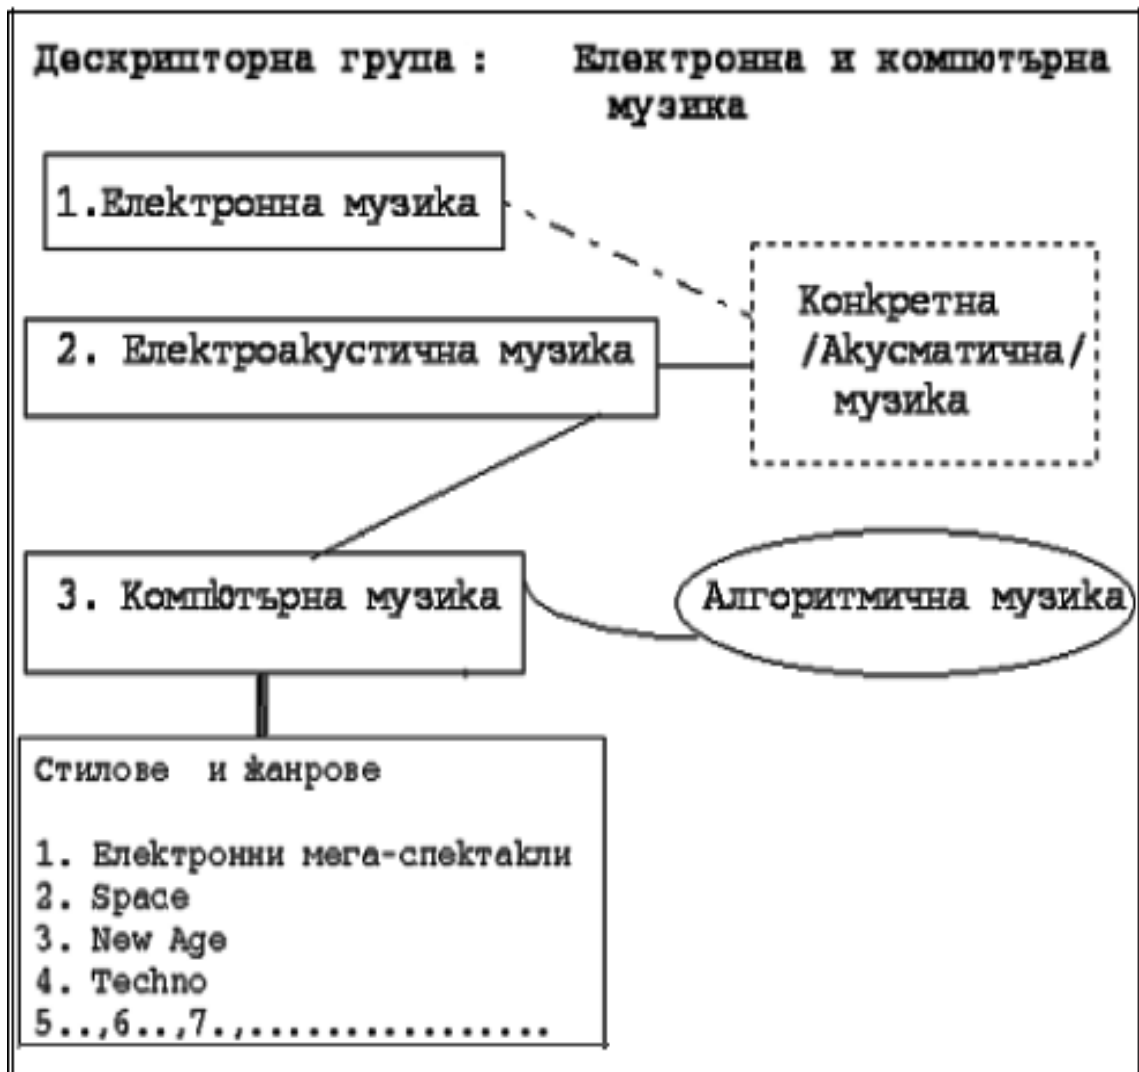 Дескрипторна група : Електронна и компютърна
музика
1.Електронна музика
Конкретна
/Акусматична/
музика
2. Електроакустична музика
3. Компютърна музика
Алгоритмична музика
Стилове и жанрове
1. Електронни мега-спектакли
2. Space
3. New Age
4. Techno
5..,6..,7.,................